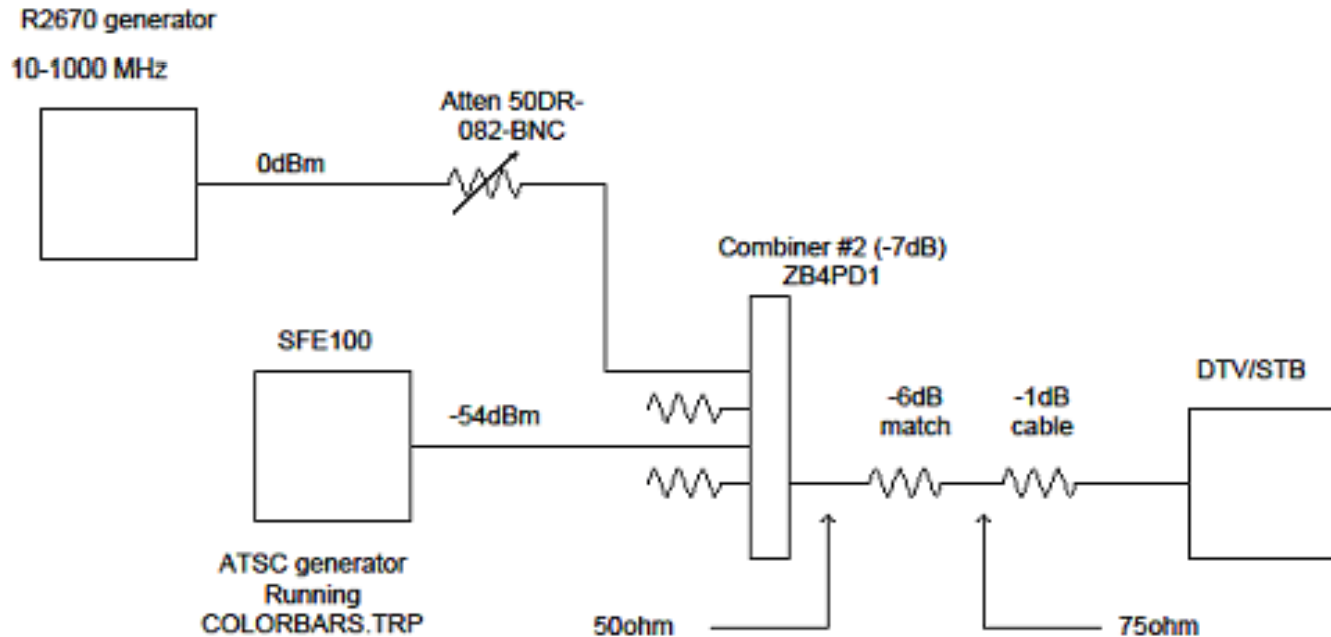 R2670 generator
10-1000 MHz
Atten 50DR-
082-BNC
0dBm
Combiner #2 (-7dB)
ZB4PD1
SFE100
-54dBm
DTV/STB
-6dB
match
-1dB
cable
ATSC generator
Running
COLORBARS.TRP
50ohm
75ohm